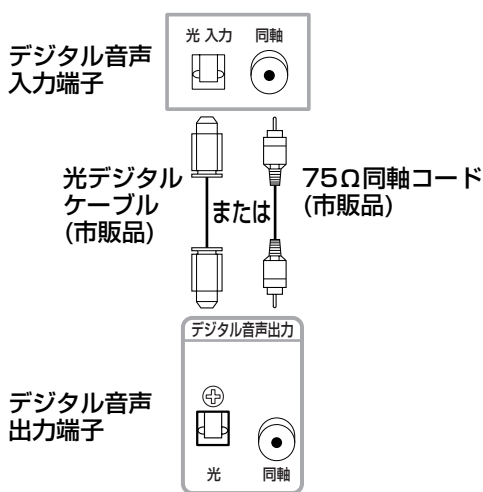 光 入力 同軸
デジタル音声
入力端子
光デジタル
ケーブル
(市販品)
または
75Ω同軸コード
(市販品)
デジタル音声出力
デジタル音声
出力端子
光 同軸